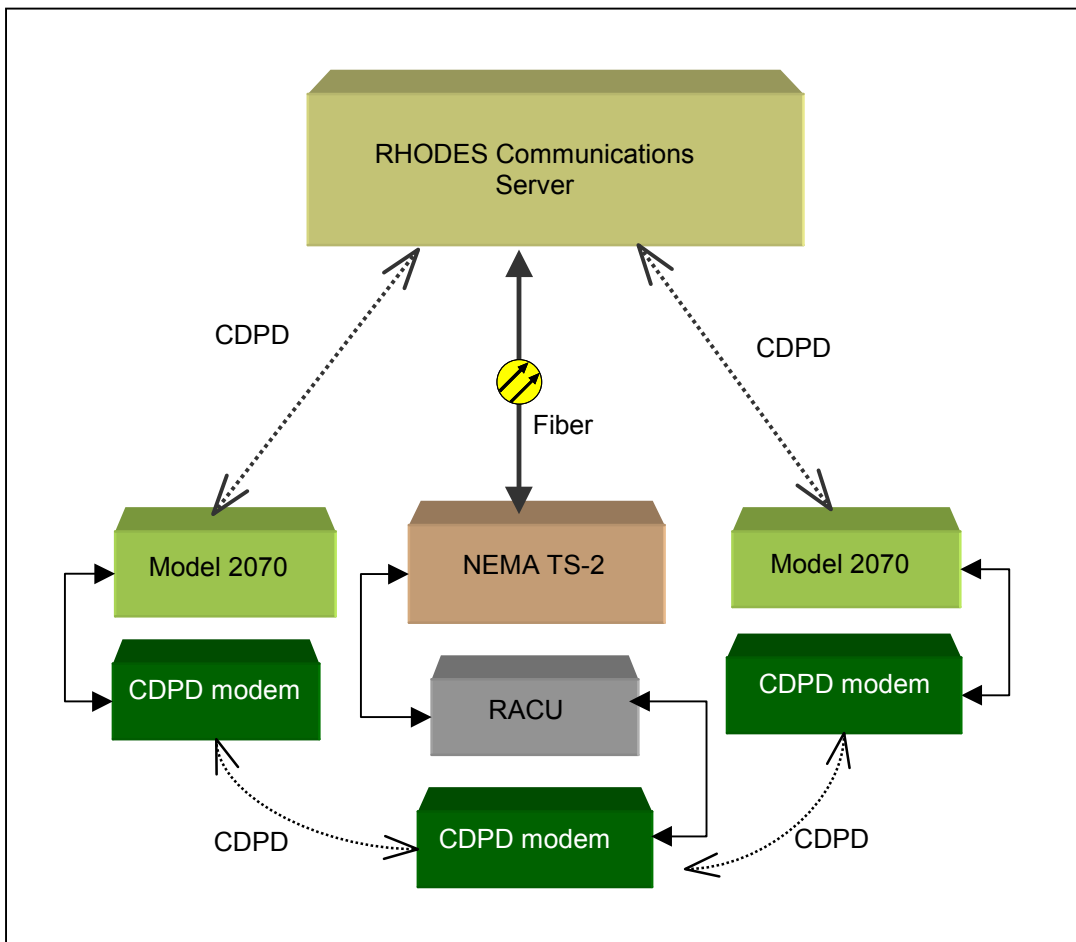 RHODES Communications
Server
CDPD
CDPD
Fiber
Model 2070
NEMA TS-2
Model 2070
CDPD modem
RACU
CDPD modem
CDPD
CDPD modem
CDPD